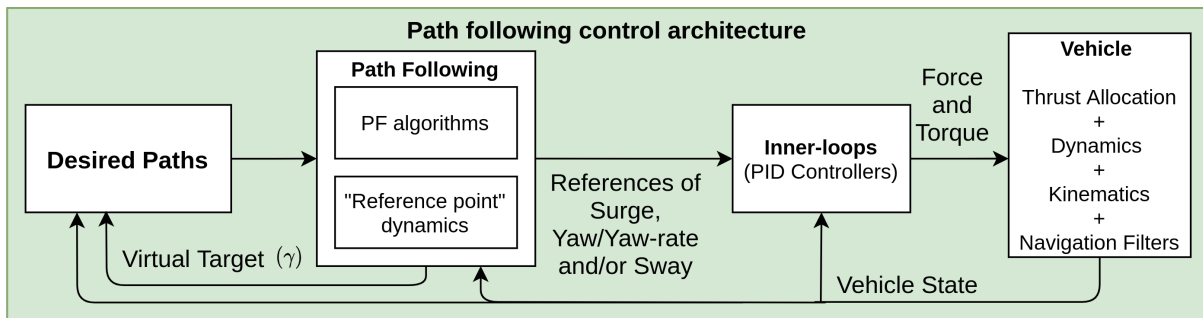 Path following control architecture
Desired Paths
Path Following
PF algorithms
"Reference point"
dynamics
Virtual Target (γ)
References of
Surge,
Yaw/Yaw-rate
and/or Sway
Inner-loops
(PID Controllers)
Force
and
Torque
Vehicle
Thrust Allocation
+
Dynamics
+
Kinematics
+
Navigation Filters
Vehicle State